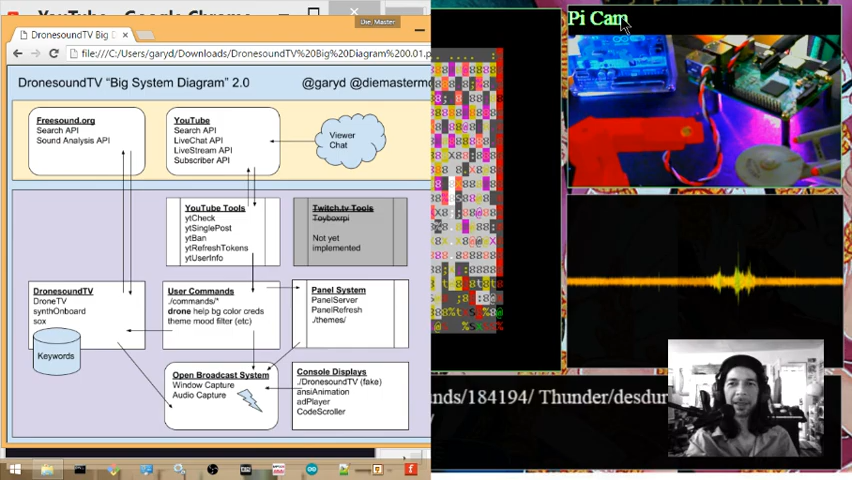 YouTube - Google Chrome
Die| Master
DronesoundTV Big D
file:///C:/Users/garyd/Downloads/DronesoundTV%20Big%20Diagram%200.01.p
DronesoundTV "Big System Diagram" 2.0 @garyd @diemastermo
Freesound.org
Search API
Sound Analysis API
YouTube
Search API
LiveChat API
LiveStream API
Subscriber API
Viewer
Chat
YouTube Tools
ytCheck
ytSinglePost
ytBan
ytRefreshTokens
ytUserInfo
Twitch.tv Tools
Toyboxrpi
Not yet
implemented
DronesoundTV
DroneTV
synthOnboard
sox
Keywords
User Commands
./commands/*
drone help bg color creds
theme mood filter (etc)
Panel System
PanelServer
PanelRefresh
./themes/
Open Broadcast System
Window Capture
Audio Capture
Console Displays
./DronesoundTV (fake)
ansiAnimation
adPlayer
CodeScroller
Pi Cam
unds/184194/ Thunder/desdur
/